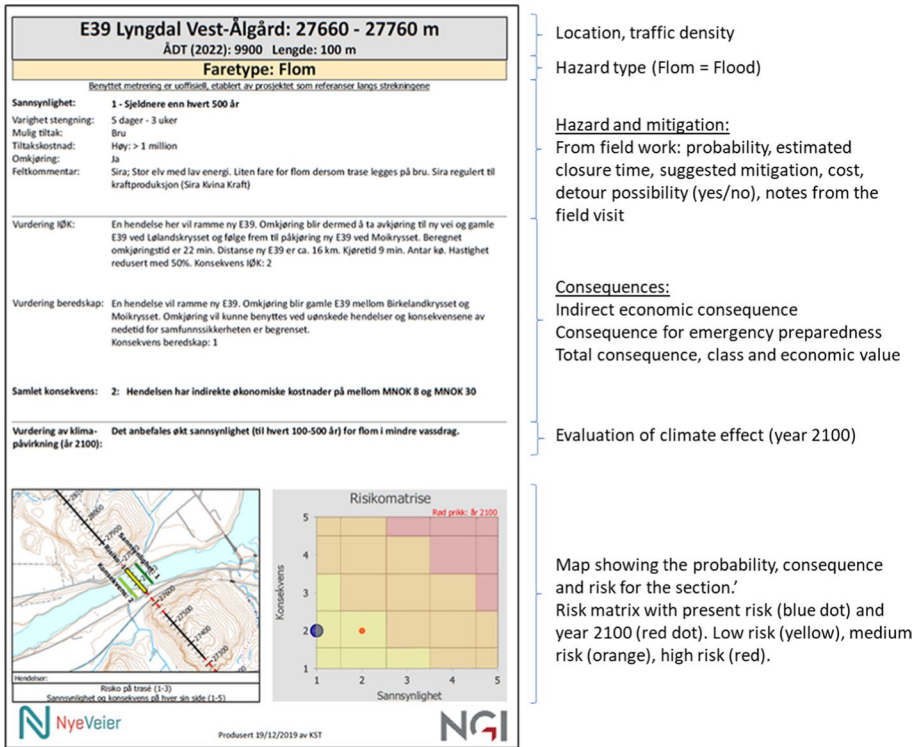 E39 Lyngdal Vest-Ålgård: 27660 - 27760 m
ÅDT (2022): 9900 Lengde: 100 m
Faretype: Flom
Benyttet metrering er uoffisiell, etablert av prosjektet som referanser langs strekningene
Sannsynlighet: 1 - Sjeldnere enn hvert 500 år
Varighet stengning: 5 dager - 3 uker
Mulig tiltak: Bru
Tiltakskostnad: Høy: > 1 million
Omkjøring: Ja
Feltkommentar: Sira; Stor elv med lav energi. Liten fare for flom dersom trase legges på bru. Sira regulert til
kraftproduksjon (Sira Kvina Kraft)
Vurdering IØK: En hendelse her vil ramme ny E39. Omkjøring blir dermed å ta avkjøring til ny vei og gamle
E39 ved Lølandskrysset og følge frem til påkjøring ny E39 ved Moikrysset. Beregnet
omkjøringstid er 22 min. Distanse ny E39 er ca. 16 km. Kjøretid 9 min. Antar kø. Hastighet
redusert med 50%. Konsekvens IØK: 2
Vurdering beredskap: En hendelse vil ramme ny E39. Omkjøring blir gamle E39 mellom Birkelandkrysset og
Moikrysset. Omkjøring vil kunne benyttes ved uønskede hendelser og konsekvensene av
nedetid for samfunnssikkerheten er begrenset.
Konsekvens beredskap: 1
Samlet konsekvens: 2: Hendelsen har indirekte økonomiske kostnader på mellom MNOK 8 og MNOK 30
Vurdering av klima- Det anbefales økt sannsynlighet (til hvert 100-500 år) for flom i mindre vassdrag.
påvirkning (år 2100):
Location, traffic density
Hazard type (Flom = Flood)
Hazard and mitigation:
From field work: probability, estimated
closure time, suggested mitigation, cost,
detour possibility (yes/no), notes from the
field visit
Consequences:
Indirect economic consequence
Consequence for emergency preparedness
Total consequence, class and economic value
Evaluation of climate effect (year 2100)
28000
27900
Sannsynlighet: 1
27600
27500
27400
27300
Hendelser:
Risiko på trasé (1-3)
Sannsynlighet og konsekvens på hver sin side (1-5)
Risikomatrise
Rød prikk: år 2100
Konsekvens
5
4
3
2
1
1 2 3 4 5
Sannsynlighet
Map showing the probability, consequence
and risk for the section.’
Risk matrix with present risk (blue dot) and
year 2100 (red dot). Low risk (yellow), medium
risk (orange), high risk (red).
NyeVeier
Produsert 19/12/2019 av KST
NGI